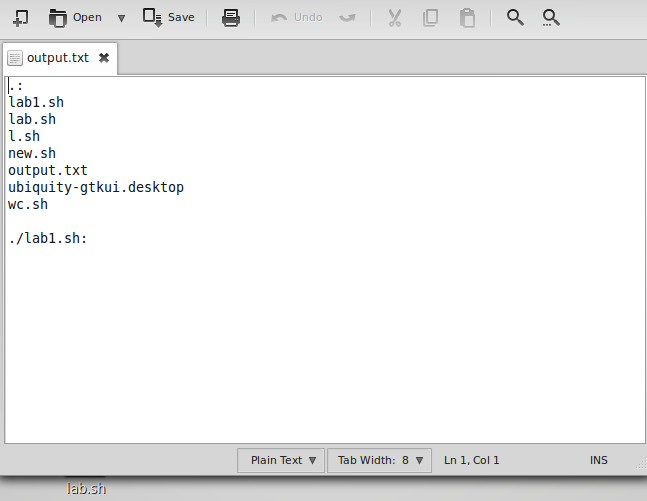 Open Save Undo
output.txt
.:
lab1.sh
lab.sh
l.sh
new.sh
output.txt
ubiquity-gtkui.desktop
wc.sh
./lab1.sh:
Plain Text Tab Width: 8 Ln 1, Col 1 INS
lab.sh